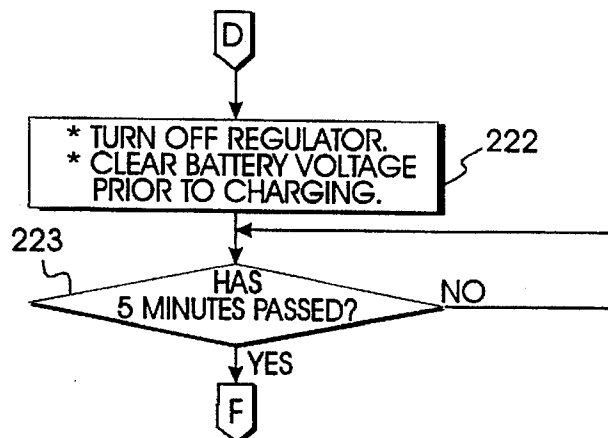 D
* TURN OFF REGULATOR.
* CLEAR BATTERY VOLTAGE
PRIOR TO CHARGING.
222
223
HAS
5 MINUTES PASSED?
NO
YES
F